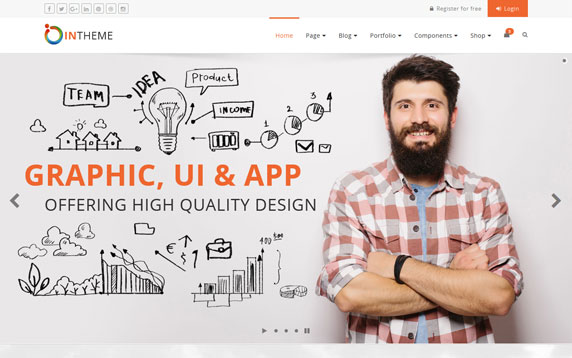 Register for free
Login
INTHEME
Home
Page
Blog
Portfolio
Components
Shop
0
IDEA
Product
TEAM
INCOME
1
2
3
GRAPHIC, UI & APP
OFFERING HIGH QUALITY DESIGN
€
$